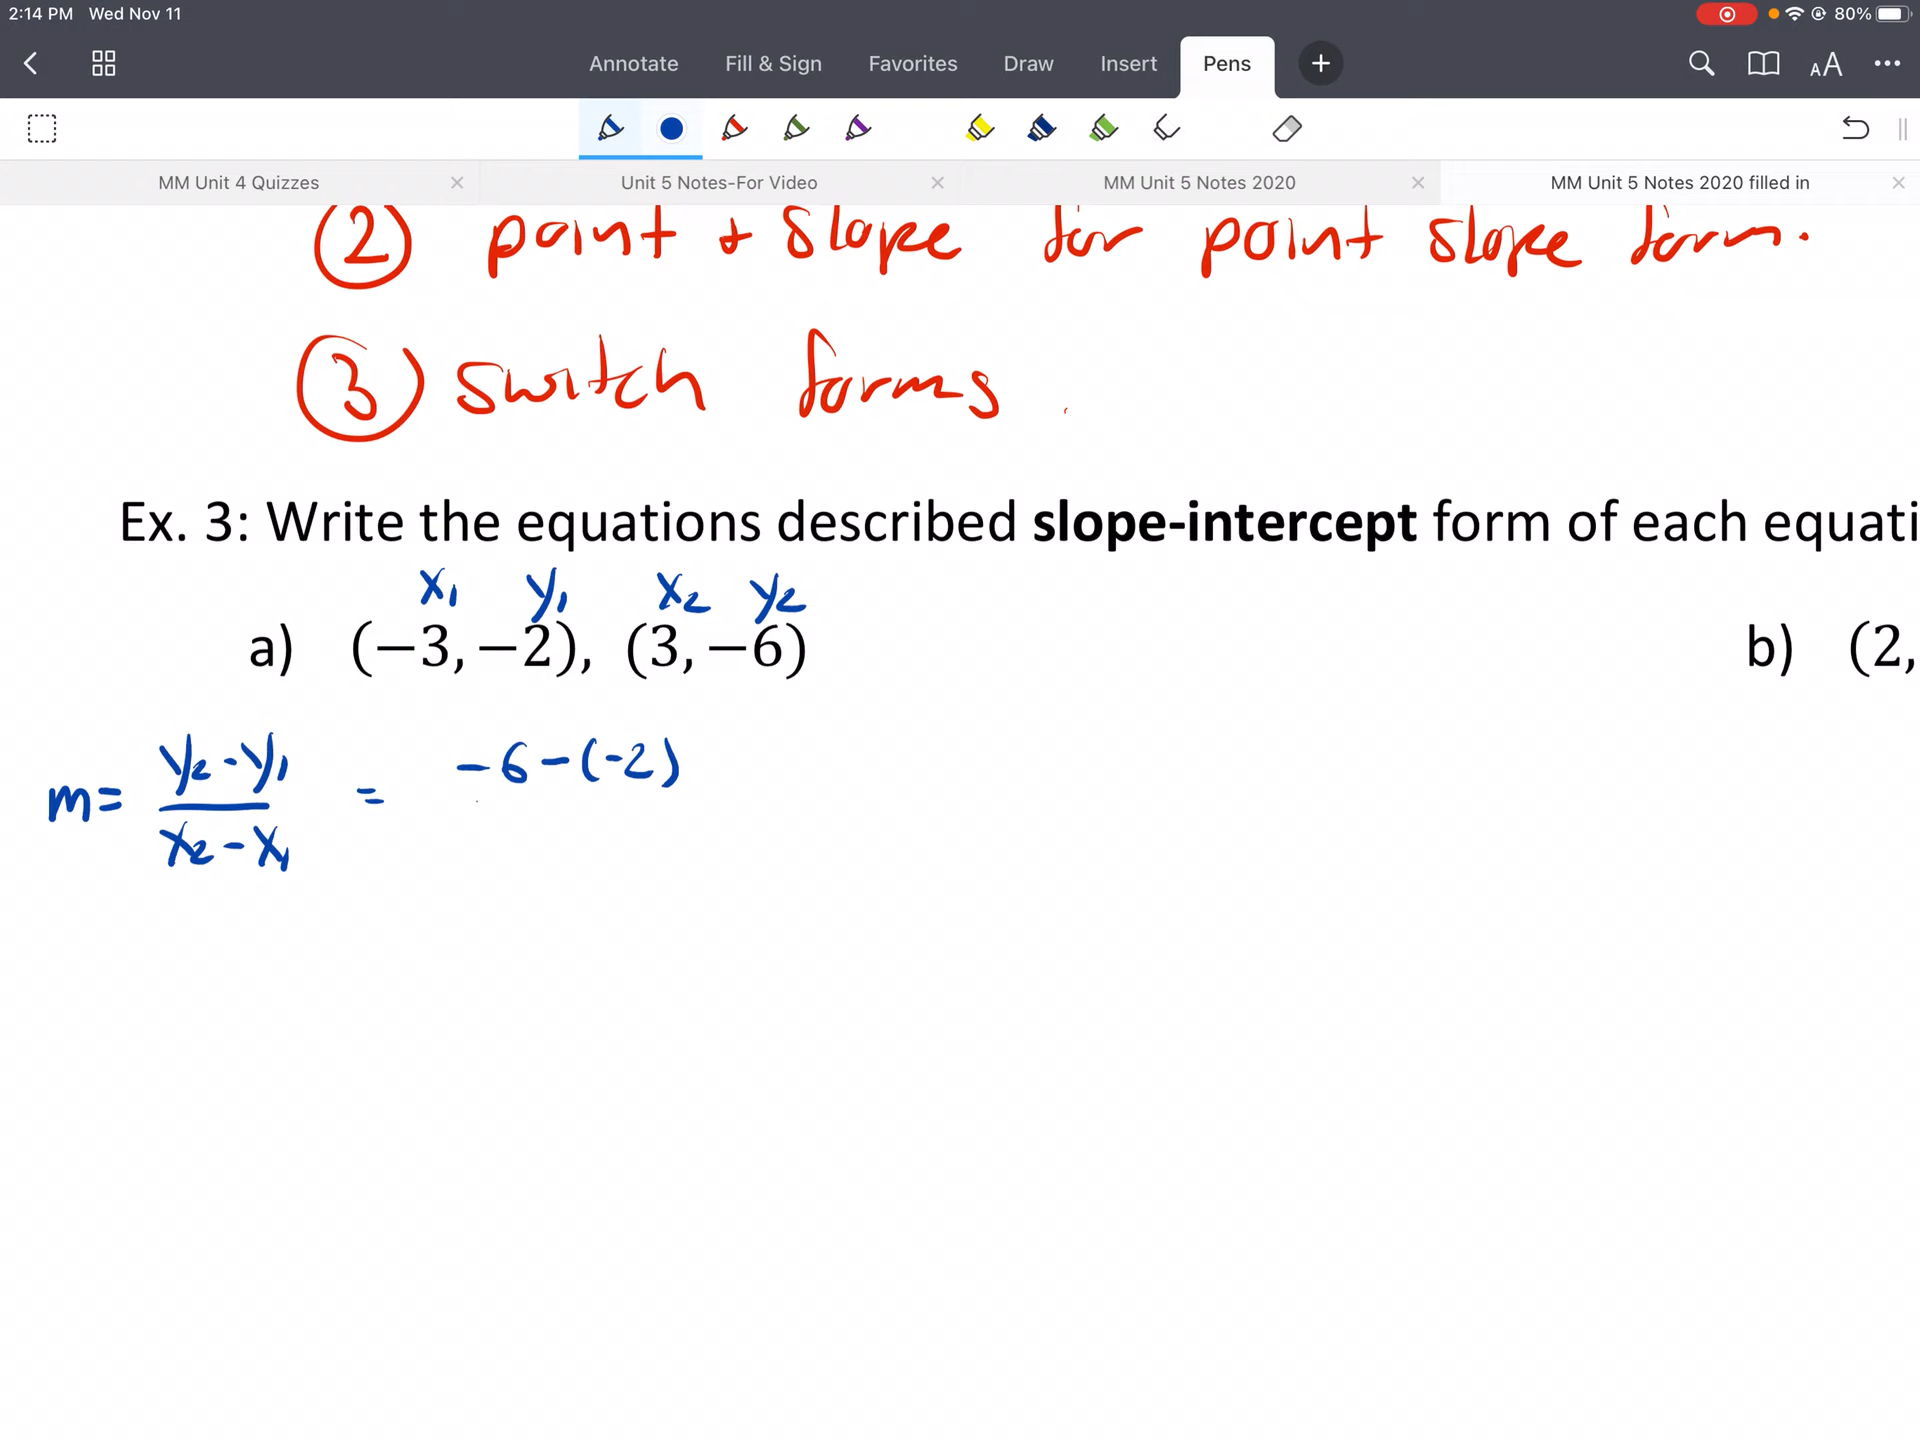 2:14 PM Wed Nov 11 80%
Annotate Fill & Sign Favorites Draw Insert Pens +
AA
MM Unit 4 Quizzes × Unit 5 Notes-For Video × MM Unit 5 Notes 2020 × MM Unit 5 Notes 2020 filled in ×
② point + slope for point slope form.
③ switch forms.
Ex. 3: Write the equations described slope-intercept form of each equati
x₁ y₁ x₂ y₂
a) (−3, −2), (3, −6) b) (2,
m = y₂ - y₁ / x₂ - x₁ = -6-(-2)